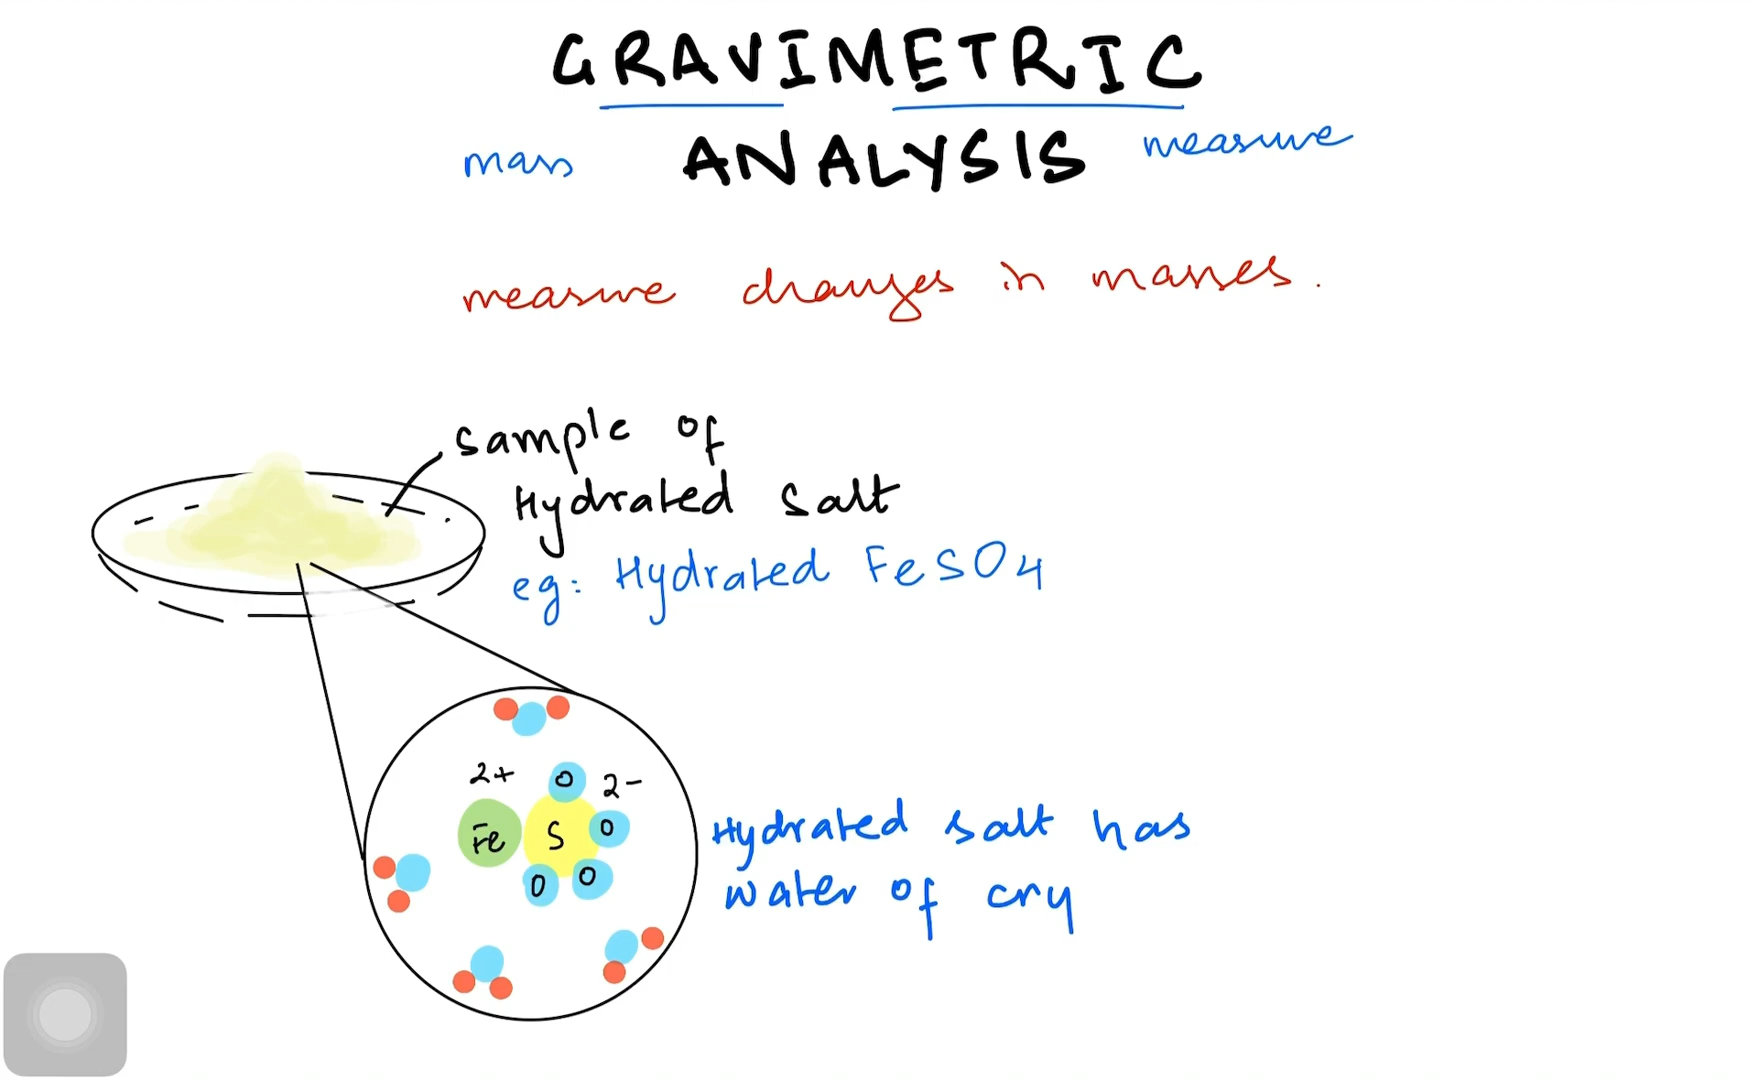 GRAVIMETRIC
mass ANALYSIS measure
measure changes in masses.
Sample of
Hydrated Salt
eg: Hydrated FeSO4
2+ O 2-
Fe S O
O O
Hydrated salt has
water of cry